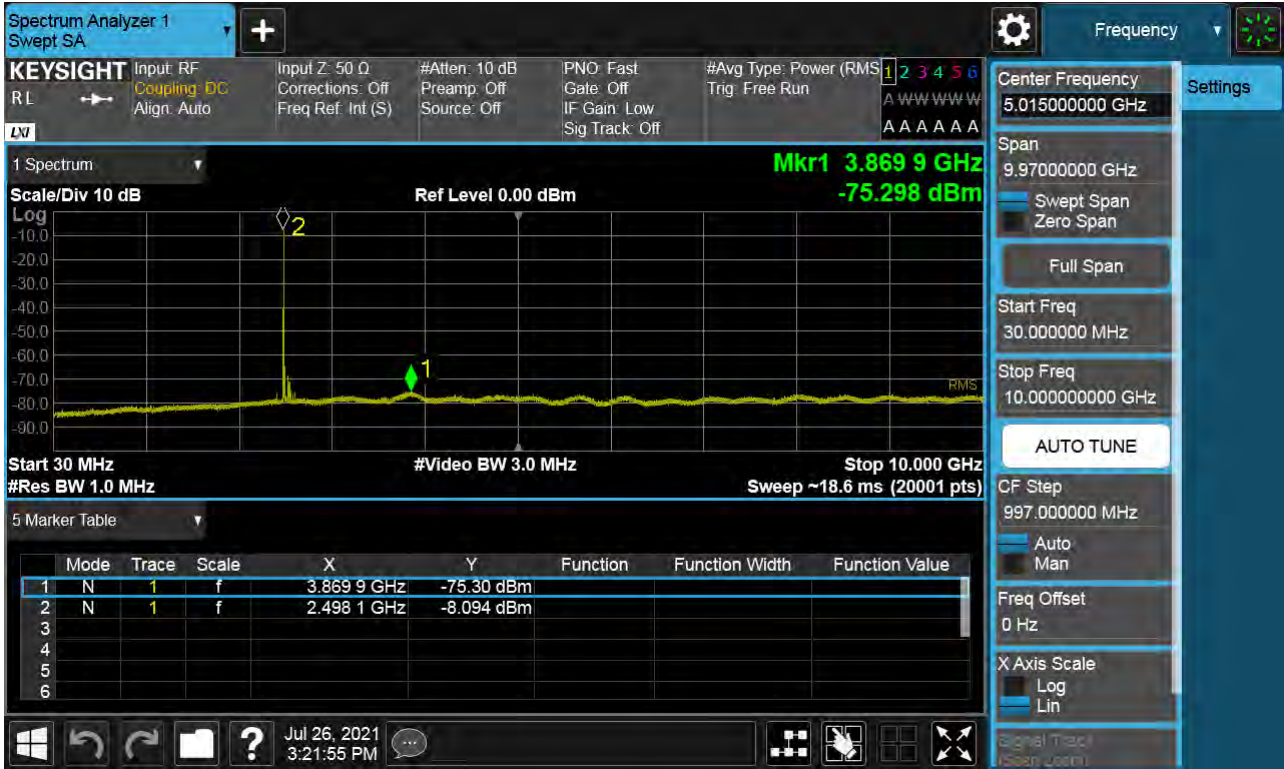 Spectrum Analyzer 1
Swept SA
+
Frequency
KEYSIGHT
RL
LXI
Input: RF
Coupling: DC
Align: Auto
Input Z: 50 Ω
Corrections: Off
Freq Ref: Int (S)
#Atten: 10 dB
Preamp: Off
Source: Off
PNO: Fast
Gate: Off
IF Gain: Low
Sig Track: Off
#Avg Type: Power (RMS
Trig: Free Run
1 2 3 4 5 6
A W W W W W
A A A A A A
1 Spectrum
Mkr1 3.869 9 GHz
-75.298 dBm
Scale/Div 10 dB
Ref Level 0.00 dBm
Log
-10.0
-20.0
-30.0
-40.0
-50.0
-60.0
-70.0
-80.0
-90.0
2
1
RMS
Start 30 MHz
#Video BW 3.0 MHz
Stop 10.000 GHz
#Res BW 1.0 MHz
Sweep ~18.6 ms (20001 pts)
5 Marker Table
Mode Trace Scale X Y Function Function Width Function Value
1 N 1 f 3.869 9 GHz -75.30 dBm
2 N 1 f 2.498 1 GHz -8.094 dBm
3
4
5
6
Jul 26, 2021
3:21:55 PM
Center Frequency
5.015000000 GHz
Settings
Span
9.97000000 GHz
Swept Span
Zero Span
Full Span
Start Freq
30.000000 MHz
Stop Freq
10.000000000 GHz
AUTO TUNE
CF Step
997.000000 MHz
Auto
Man
Freq Offset
0 Hz
X Axis Scale
Log
Lin
Signal Track
(Span Zoom)